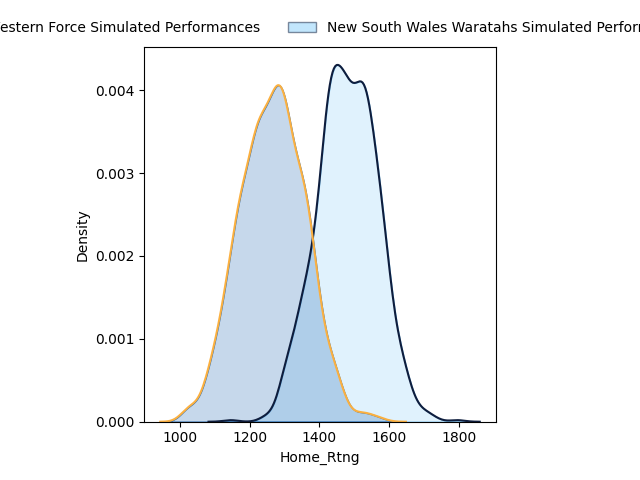 estern Force Simulated Performances New South Wales Waratahs Simulated Perfor
0.004
0.003
0.002
0.001
0.000
Density
1000 1200 1400 1600 1800
Home_Rtng